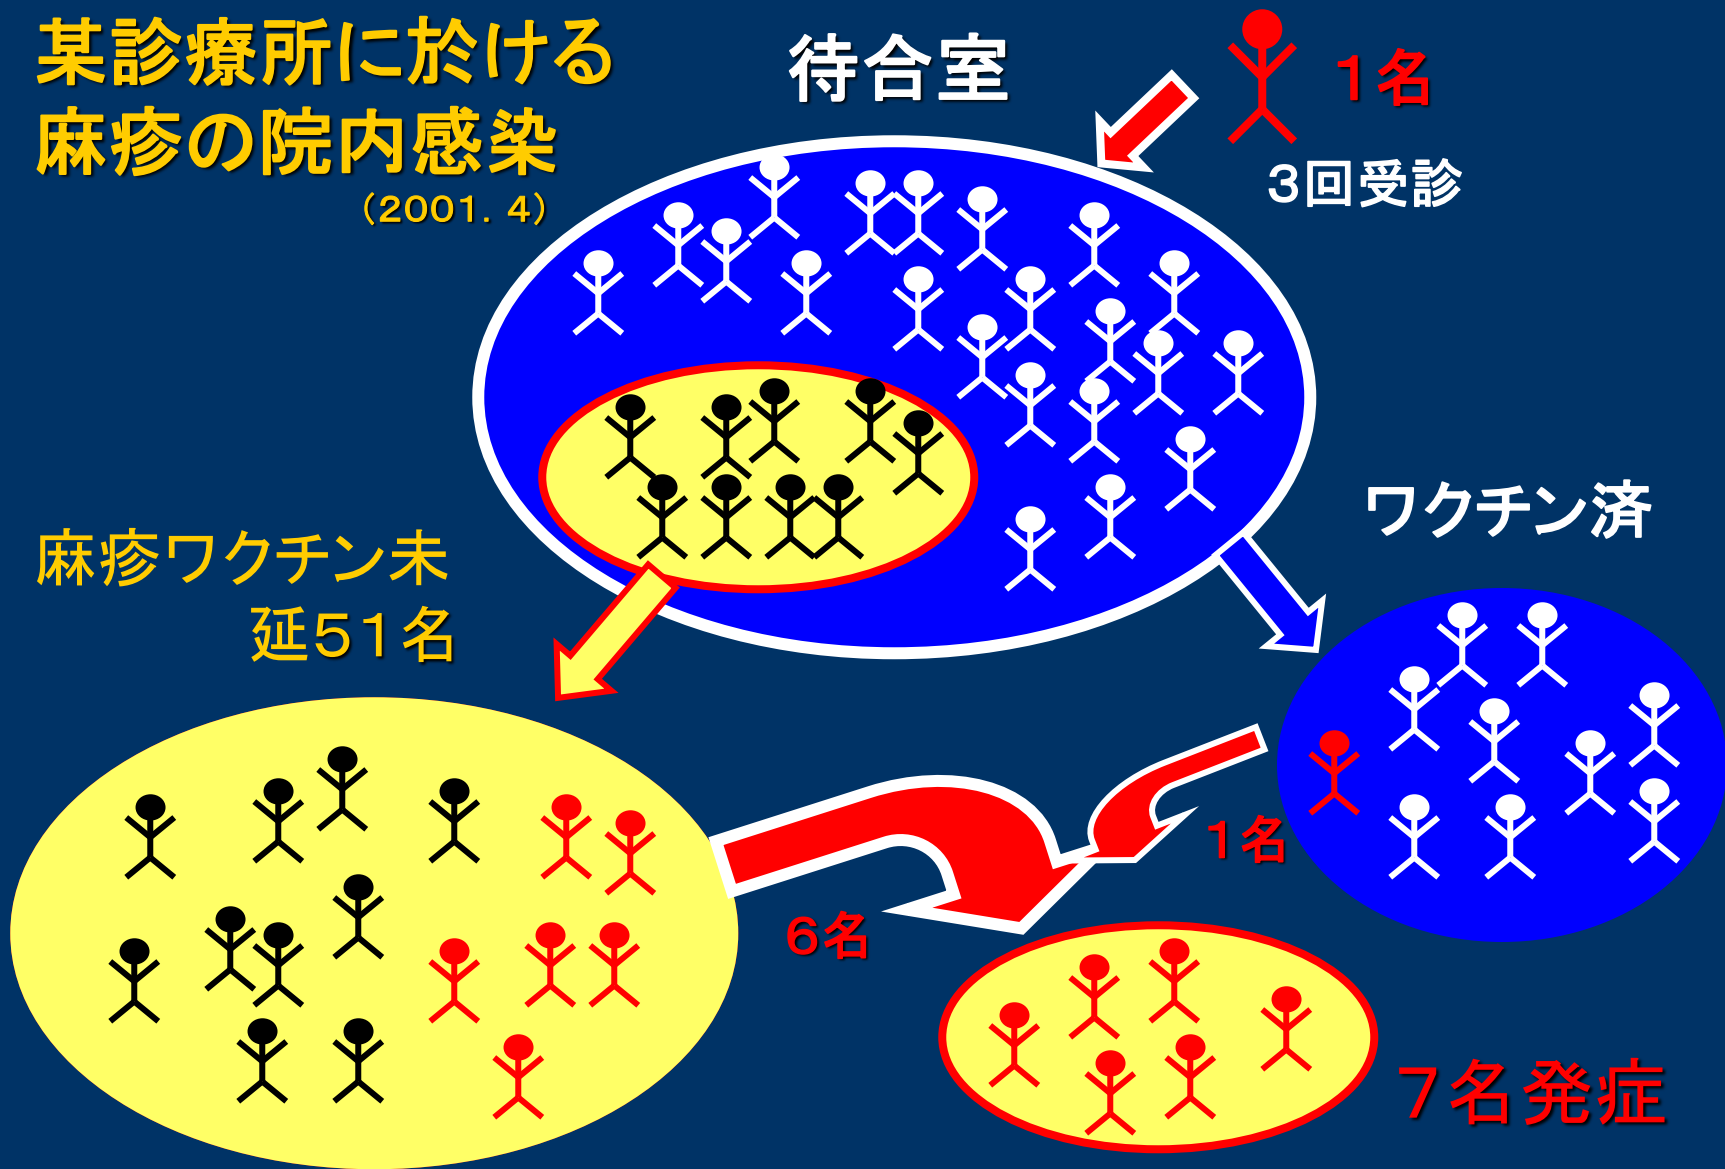 某診療所に於ける
麻疹の院内感染
（２００１．４）
待合室
１名
３回受診
ワクチン済
麻疹ワクチン未
延５１名
１名
６名
７名発症